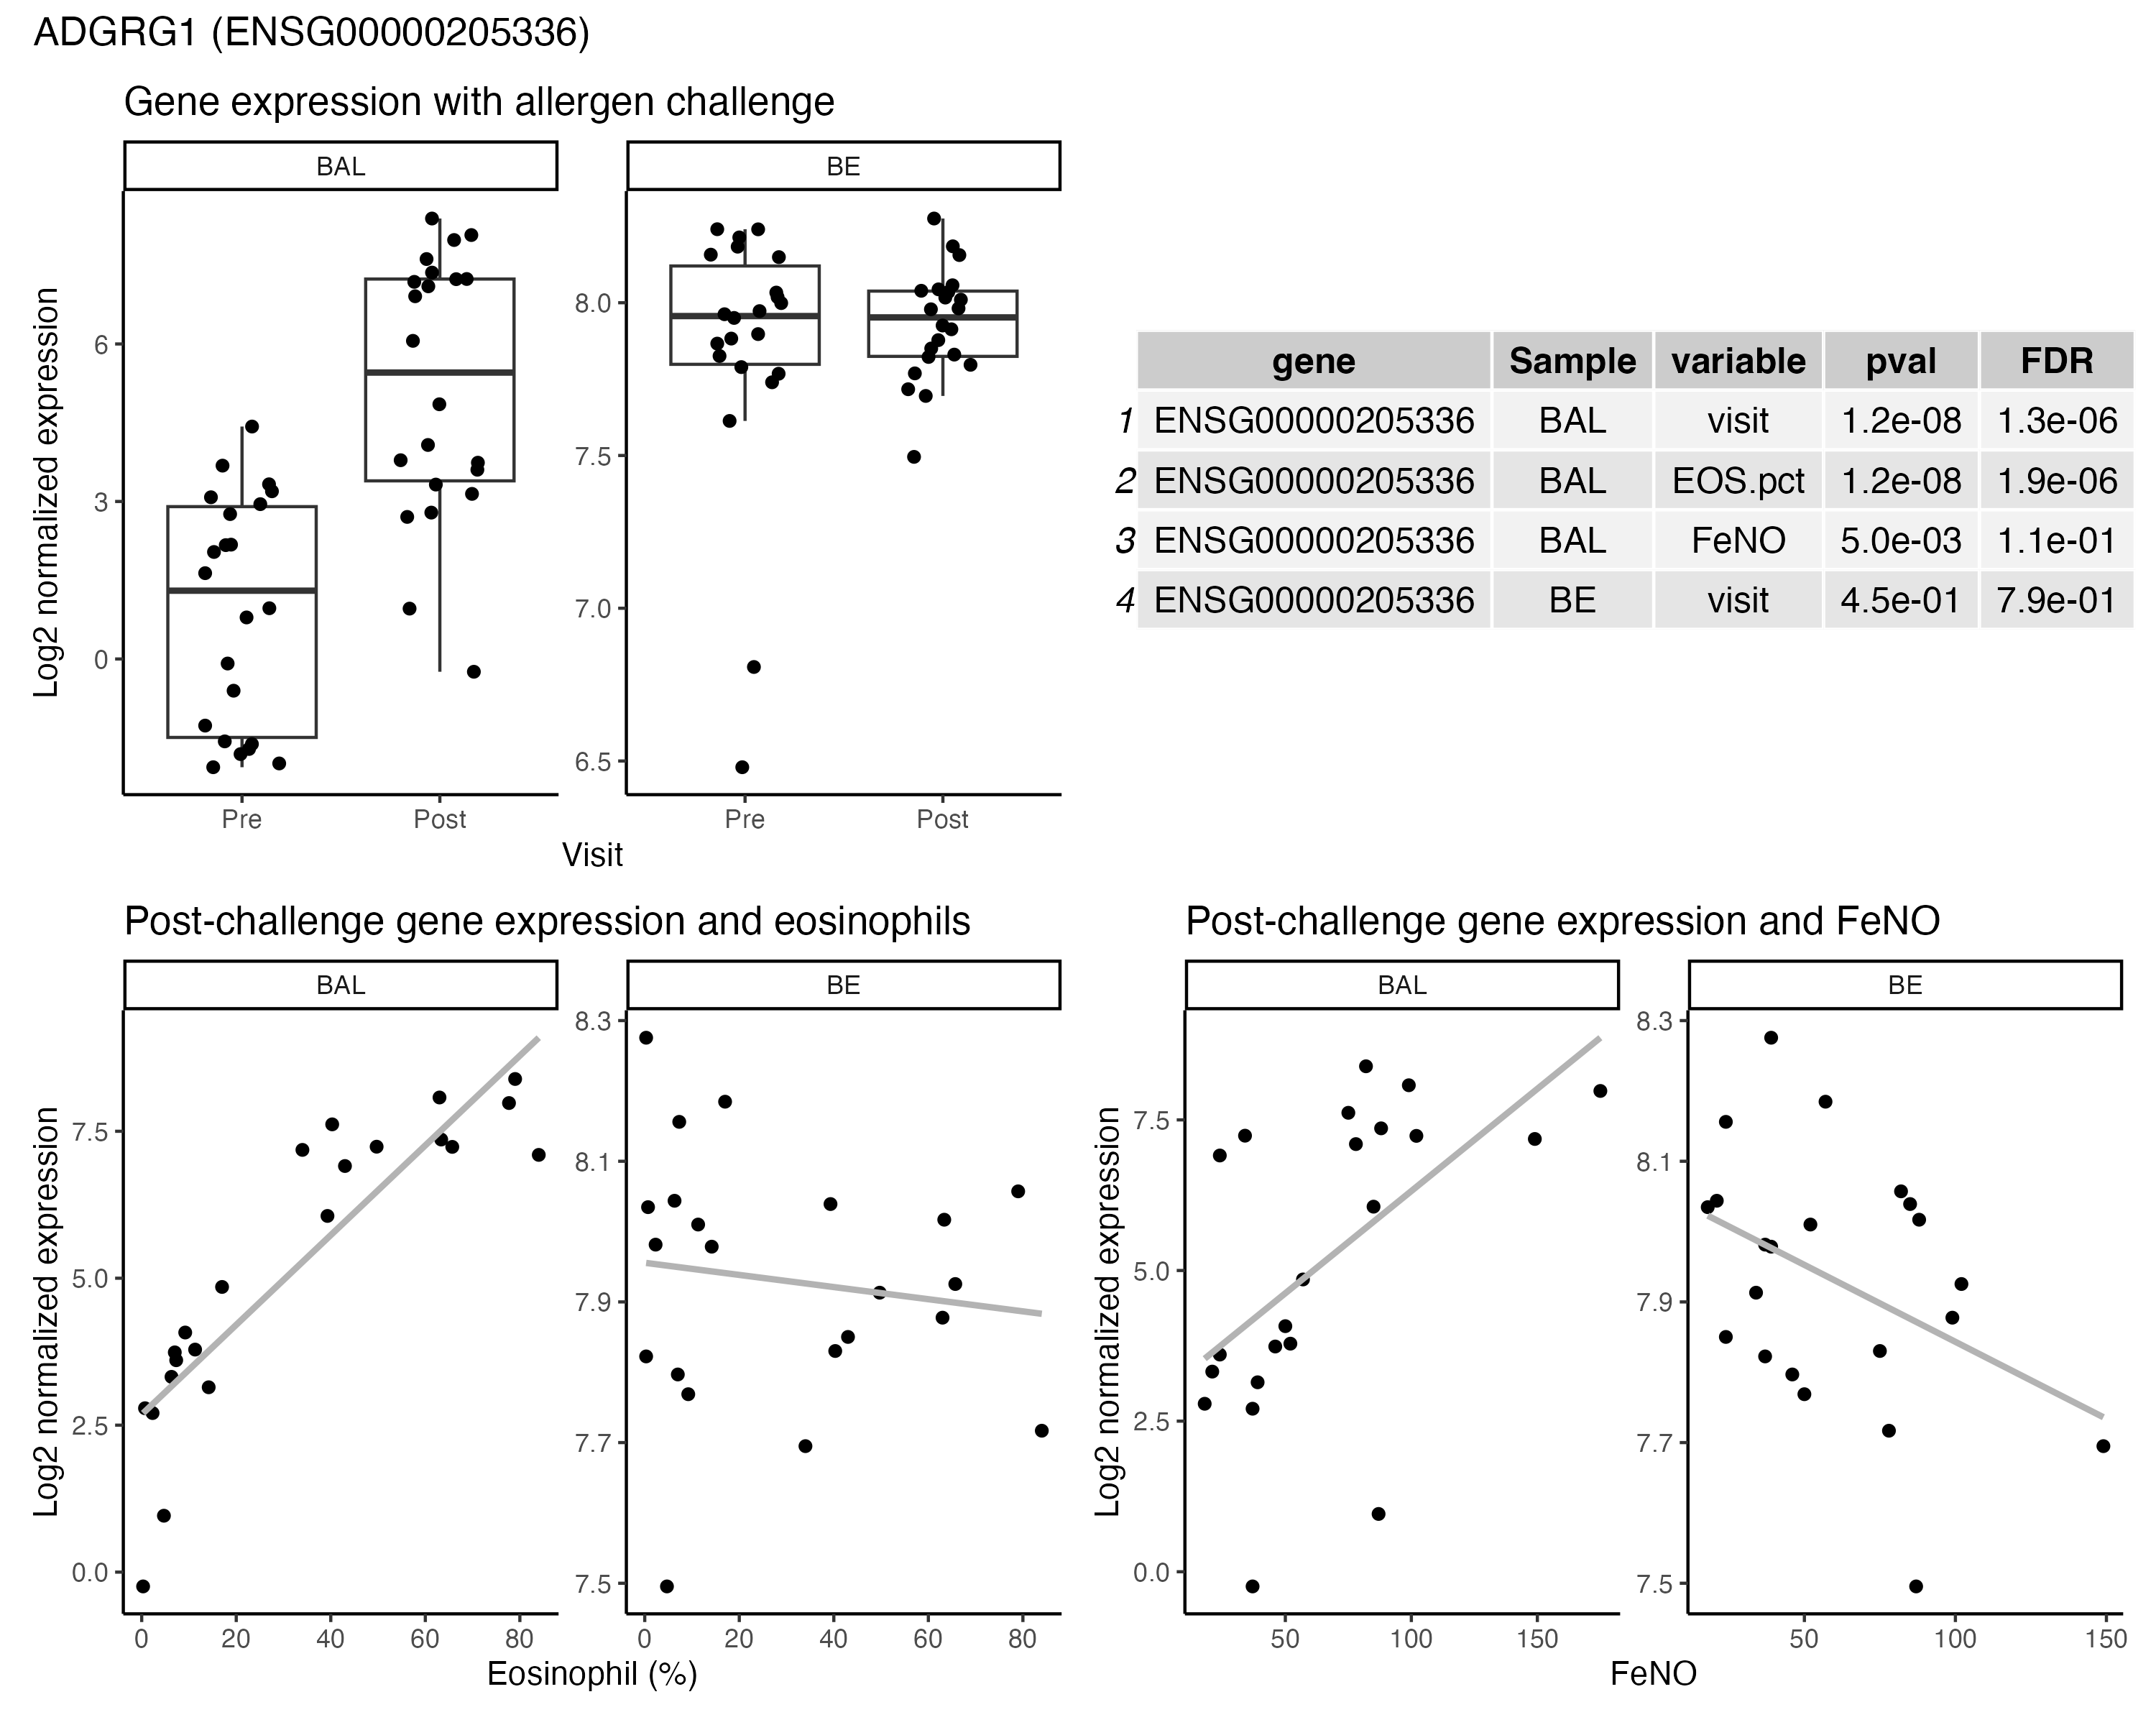 ADGRG1 (ENSG00000205336)
Gene expression with allergen challenge
BAL
BE
Log2 normalized expression
6
3
0
8.0
7.5
7.0
6.5
Pre
Post
Pre
Post
Visit
gene Sample variable pval FDR
1 ENSG00000205336 BAL visit 1.2e-08 1.3e-06
2 ENSG00000205336 BAL EOS.pct 1.2e-08 1.9e-06
3 ENSG00000205336 BAL FeNO 5.0e-03 1.1e-01
4 ENSG00000205336 BE visit 4.5e-01 7.9e-01
Post-challenge gene expression and eosinophils
BAL
BE
Log2 normalized expression
7.5
5.0
2.5
0.0
8.3
8.1
7.9
7.7
7.5
0 20 40 60 80
0 20 40 60 80
Eosinophil (%)
Post-challenge gene expression and FeNO
BAL
BE
Log2 normalized expression
7.5
5.0
2.5
0.0
8.3
8.1
7.9
7.7
7.5
50 100 150
50 100 150
FeNO